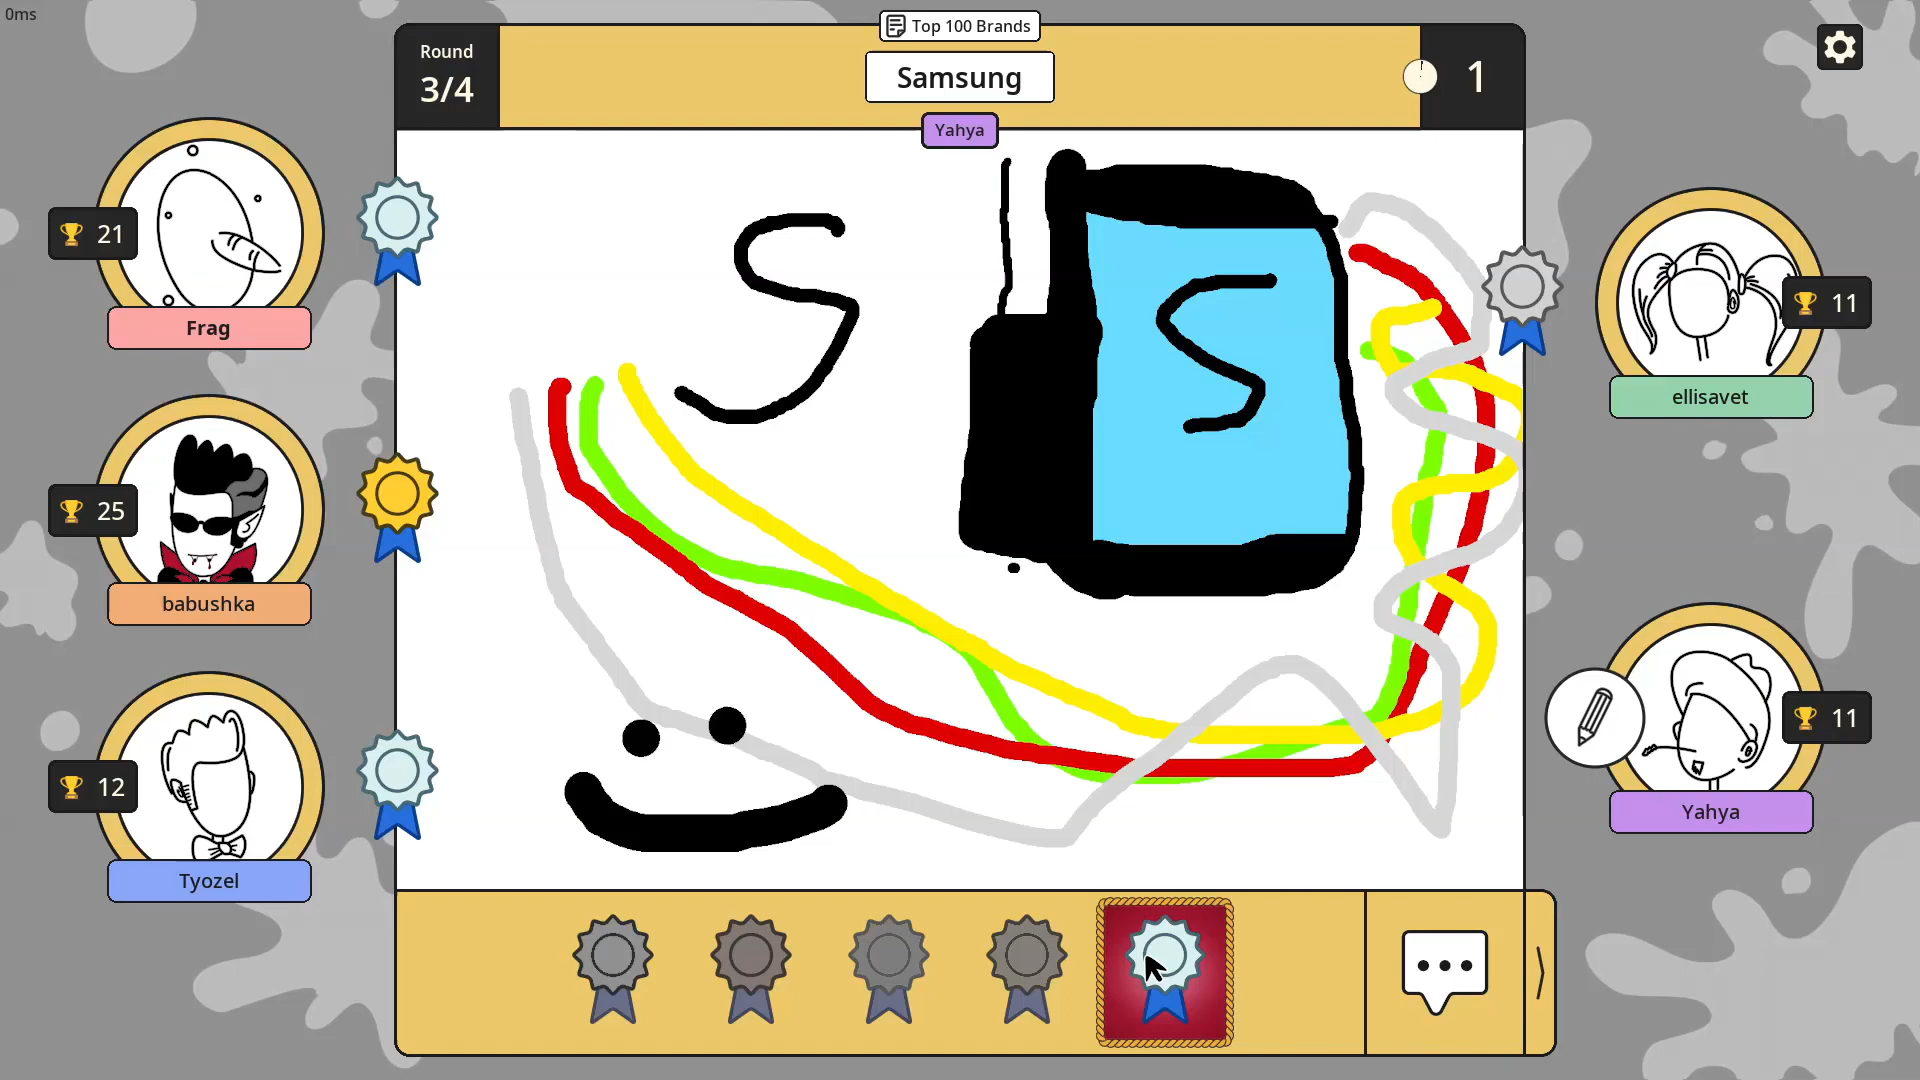 0ms
Top 100 Brands
Round
3/4
Samsung
1
Yahya
S
S
21
Frag
25
babushka
12
Tyozel
11
ellisavet
11
Yahya